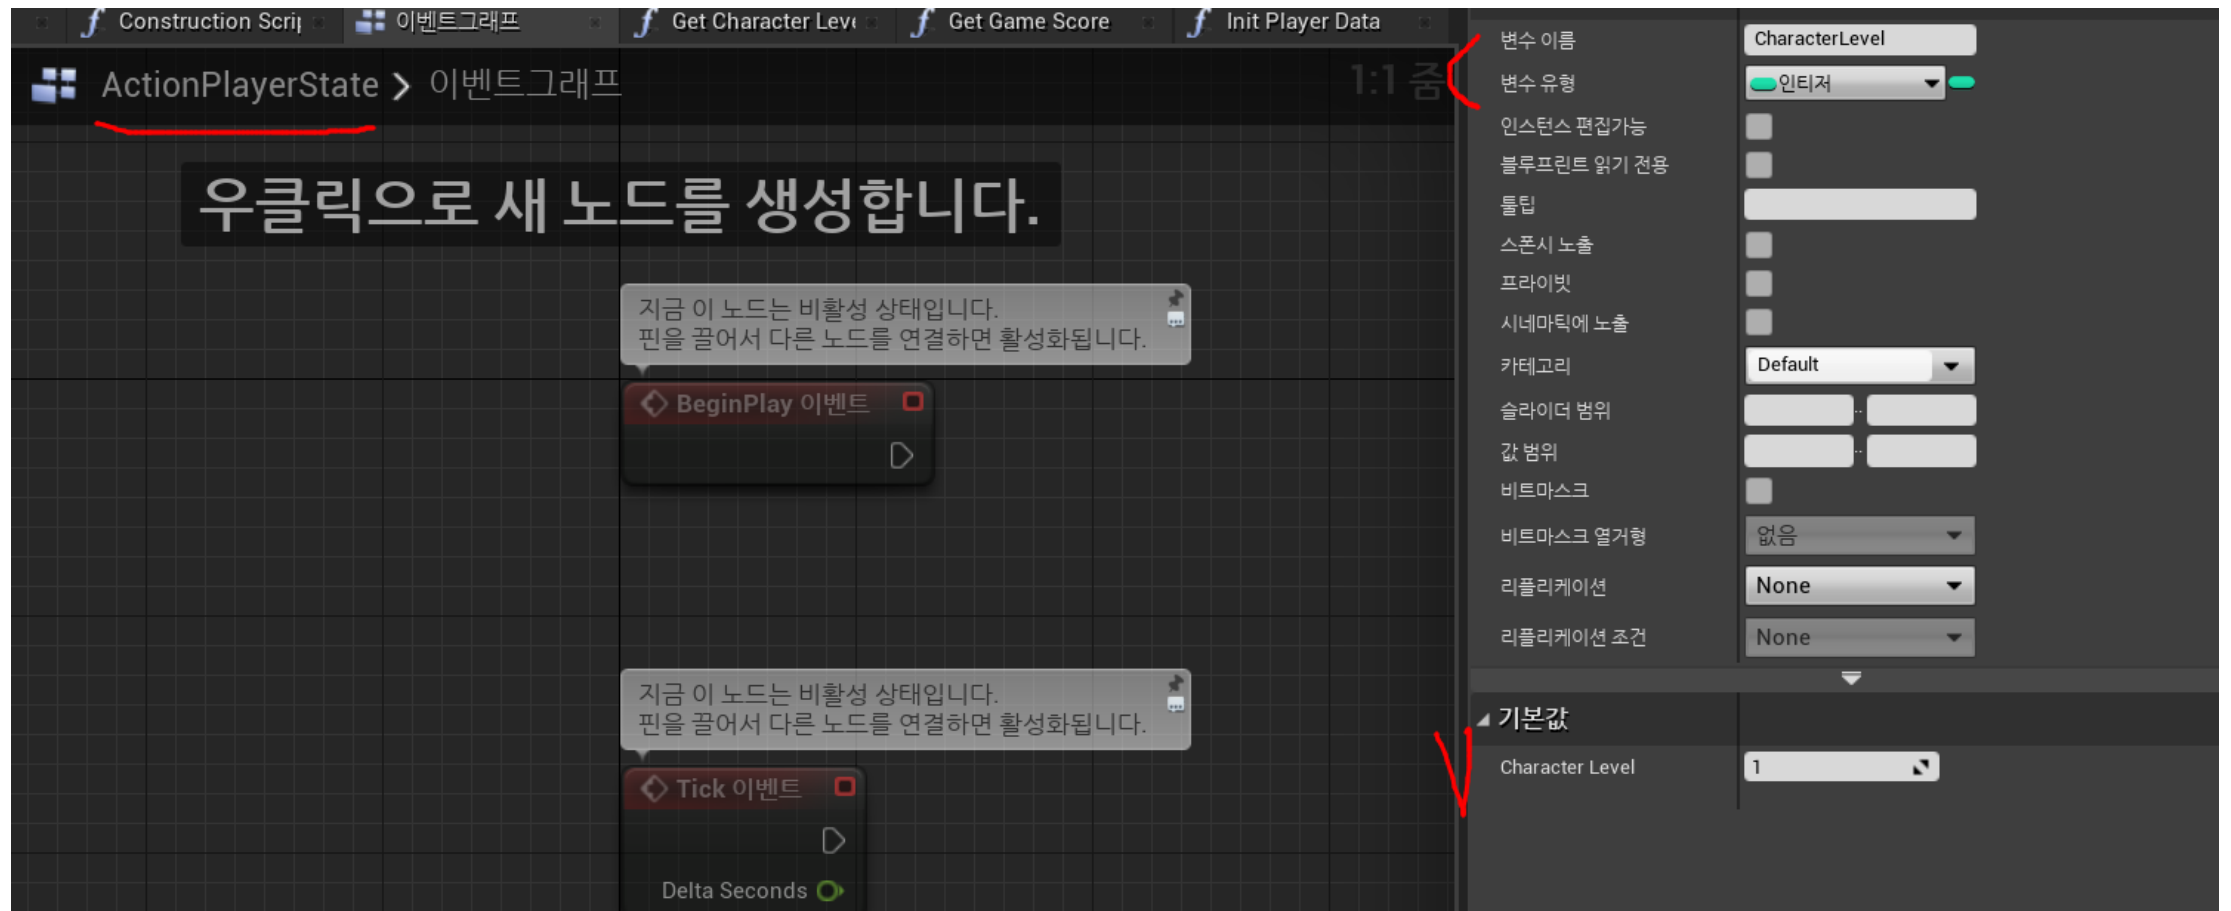 Construction Scrip
이벤트그래프
Get Character Leve
Get Game Score
Init Player Data
ActionPlayerState > 이벤트그래프
1:1 줌
우클릭으로 새 노드를 생성합니다.
지금 이 노드는 비활성 상태입니다.
핀을 끌어서 다른 노드를 연결하면 활성화됩니다.
BeginPlay 이벤트
지금 이 노드는 비활성 상태입니다.
핀을 끌어서 다른 노드를 연결하면 활성화됩니다.
Tick 이벤트
Delta Seconds
변수 이름 CharacterLevel
변수 유형 인티저
인스턴스 편집가능
블루프린트 읽기 전용
툴팁
스폰시 노출
프라이빗
시네마틱에 노출
카테고리 Default
슬라이더 범위 ..
값 범위 ..
비트마스크
비트마스크 열거형 없음
리플리케이션 None
리플리케이션 조건 None
기본값
Character Level 1